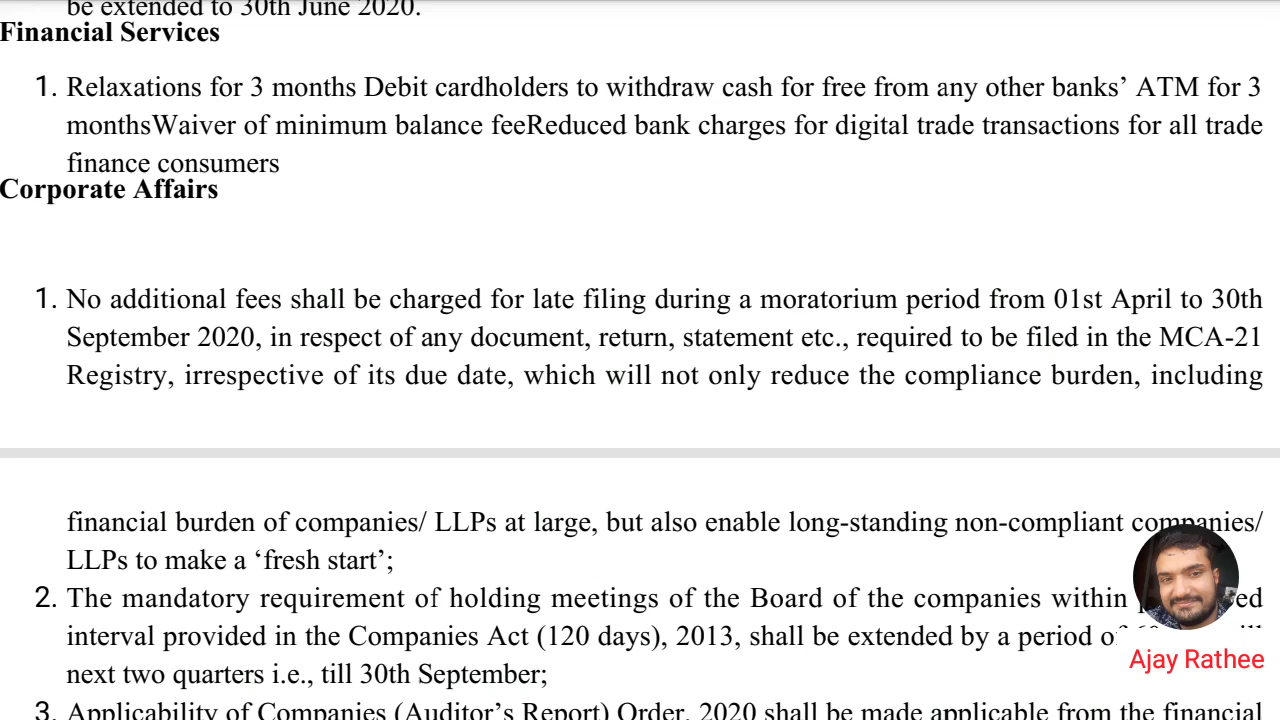 be extended to 30th June 2020.
Financial Services
1. Relaxations for 3 months Debit cardholders to withdraw cash for free from any other banks’ ATM for 3
monthsWaiver of minimum balance feeReduced bank charges for digital trade transactions for all trade
finance consumers
Corporate Affairs
1. No additional fees shall be charged for late filing during a moratorium period from 01st April to 30th
September 2020, in respect of any document, return, statement etc., required to be filed in the MCA-21
Registry, irrespective of its due date, which will not only reduce the compliance burden, including
financial burden of companies/ LLPs at large, but also enable long-standing non-compliant companies/
LLPs to make a ‘fresh start’;
2. The mandatory requirement of holding meetings of the Board of the companies within
interval provided in the Companies Act (120 days), 2013, shall be extended by a period of
next two quarters i.e., till 30th September;
3. Applicability of Companies (Auditor’s Report) Order, 2020 shall be made applicable from the financial
Ajay Rathee